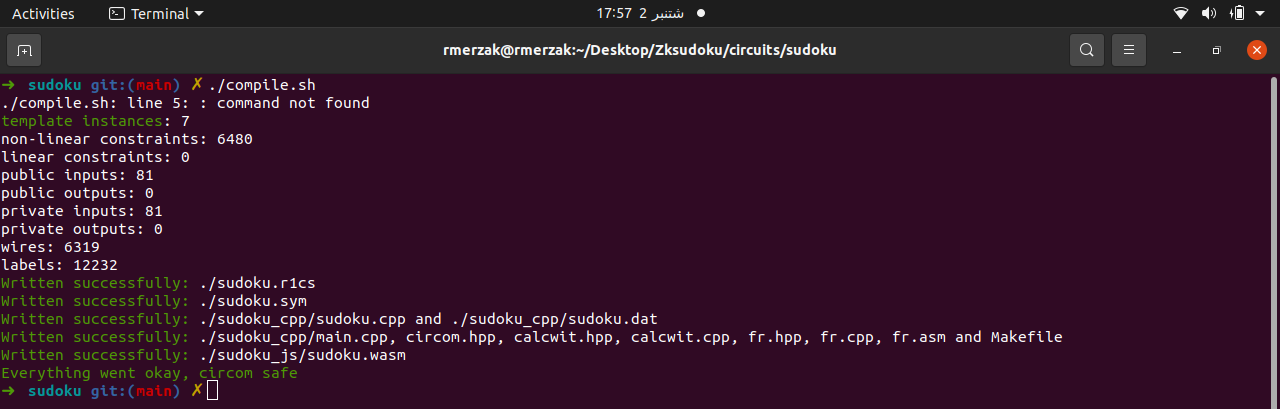 Activities Terminal 17:57 2 شتنبر
rmerzak@rmerzak:~/Desktop/Zksudoku/circuits/sudoku
➜ sudoku git:(main) ✗ ./compile.sh
./compile.sh: line 5: : command not found
template instances: 7
non-linear constraints: 6480
linear constraints: 0
public inputs: 81
public outputs: 0
private inputs: 81
private outputs: 0
wires: 6319
labels: 12232
Written successfully: ./sudoku.r1cs
Written successfully: ./sudoku.sym
Written successfully: ./sudoku_cpp/sudoku.cpp and ./sudoku_cpp/sudoku.dat
Written successfully: ./sudoku_cpp/main.cpp, circom.hpp, calcwit.hpp, calcwit.cpp, fr.hpp, fr.cpp, fr.asm and Makefile
Written successfully: ./sudoku_js/sudoku.wasm
Everything went okay, circom safe
➜ sudoku git:(main) ✗